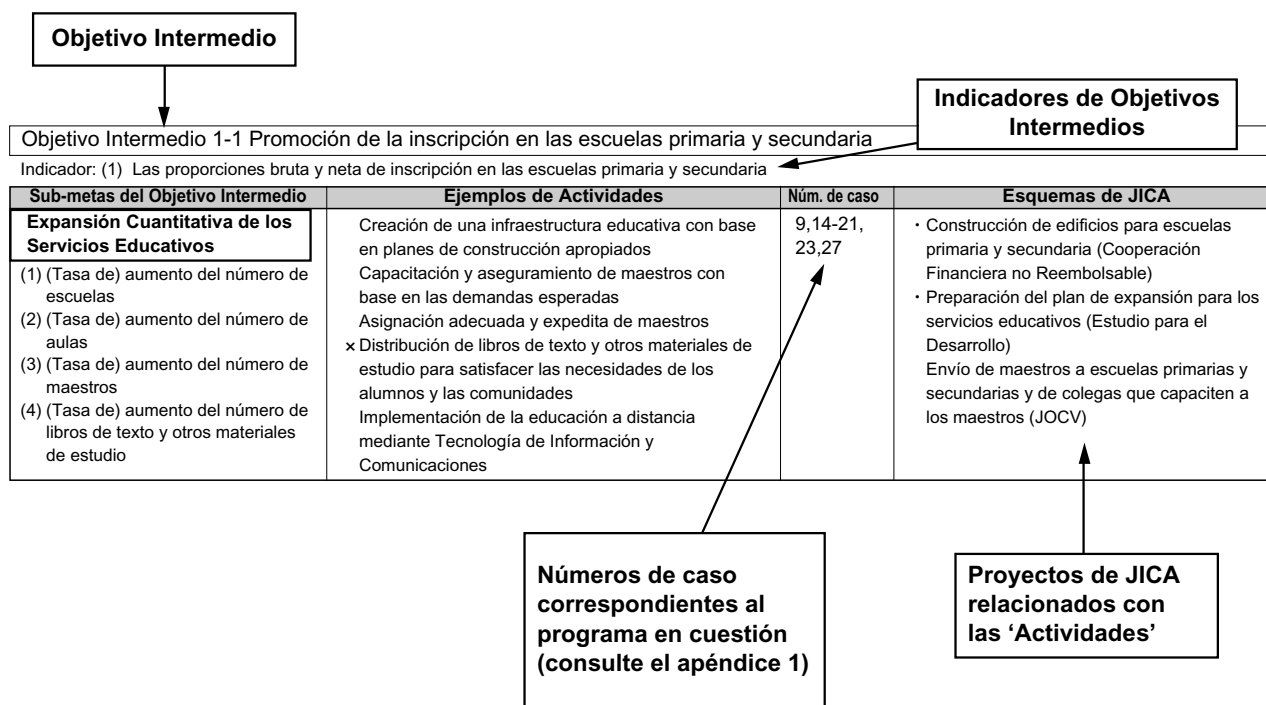 Objetivo Intermedio
Indicadores de Objetivos
Intermedios
Objetivo Intermedio 1-1 Promoción de la inscripción en las escuelas primaria y secundaria
Indicador: (1) Las proporciones bruta y neta de inscripción en las escuelas primaria y secundaria
Sub-metas del Objetivo Intermedio
Expansión Cuantitativa de los
Servicios Educativos
(1) (Tasa de) aumento del número de
escuelas
(2) (Tasa de) aumento del número de
aulas
(3) (Tasa de) aumento del número de
maestros
(4) (Tasa de) aumento del número de
libros de texto y otros materiales
de estudio
Ejemplos de Actividades
Creación de una infraestructura educativa con base
en planes de construcción apropiados
Capacitación y aseguramiento de maestros con
base en las demandas esperadas
Asignación adecuada y expedita de maestros
× Distribución de libros de texto y otros materiales de
estudio para satisfacer las necesidades de los
alumnos y las comunidades
Implementación de la educación a distancia
mediante Tecnología de Información y
Comunicaciones
Núm. de caso
9,14-21,
23,27
Esquemas de JICA
・Construcción de edificios para escuelas
primaria y secundaria (Cooperación
Financiera no Reembolsable)
・Preparación del plan de expansión para los
servicios educativos (Estudio para el
Desarrollo)
Envío de maestros a escuelas primarias y
secundarias y de colegas que capaciten a
los maestros (JOCV)
Números de caso
correspondientes al
programa en cuestión
(consulte el apéndice 1)
Proyectos de JICA
relacionados con
las ‘Actividades’